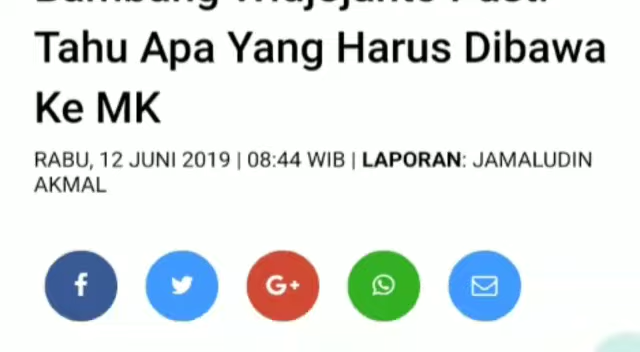 Tahu Apa Yang Harus Dibawa
Ke MK
RABU, 12 JUNI 2019 | 08:44 WIB | LAPORAN: JAMALUDIN
AKMAL
f
G+